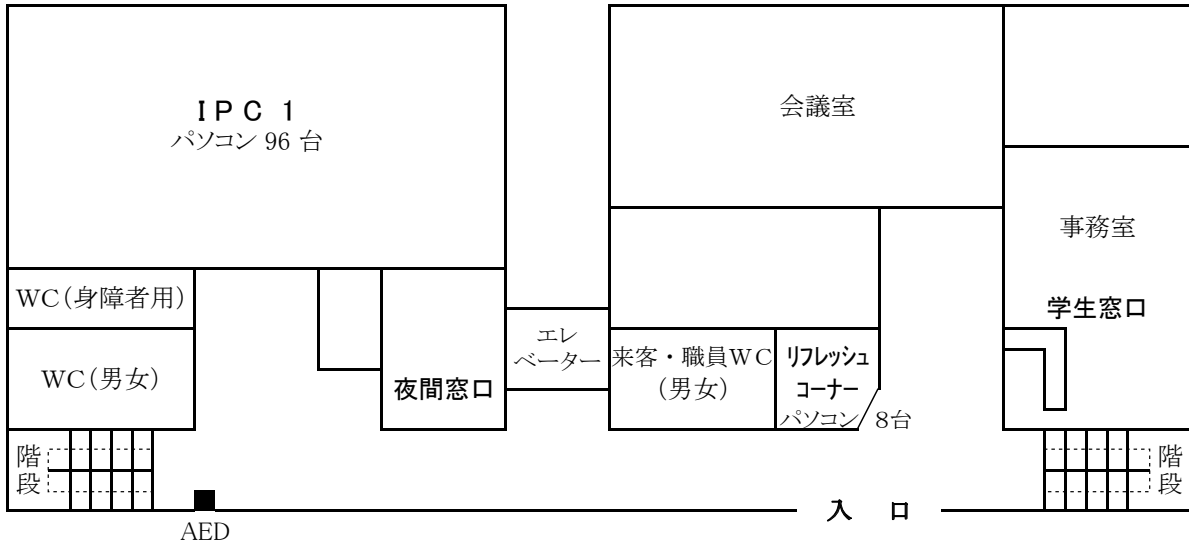 IPC 1
パソコン 96 台
会議室
事務室
学生窓口
WC(身障者用)
WC(男女)
夜間窓口
エレ
ベーター
来客・職員WC
(男女)
リフレッシュ
コーナー
パソコン 8台
階
段
AED
入 口
階
段